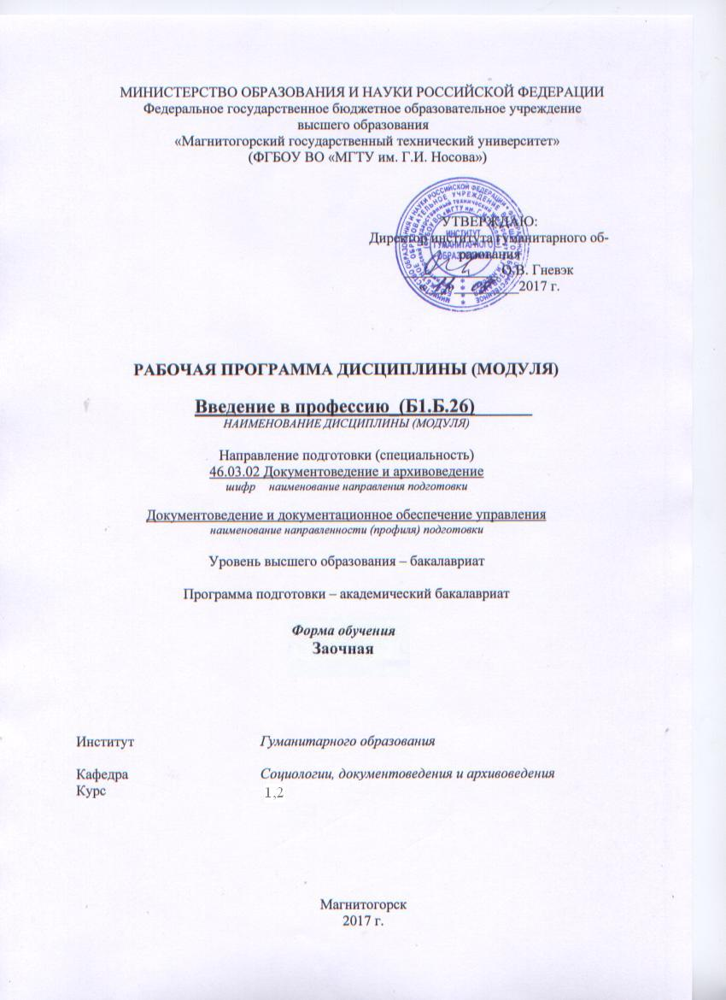 МИНИСТЕРСТВО ОБРАЗОВАНИЯ И НАУКИ РОССИЙСКОЙ ФЕДЕРАЦИИ
Федеральное государственное бюджетное образовательное учреждение
высшего образования
«Магнитогорский государственный технический университет»
(ФГБОУ ВО «МГТУ им. Г.И. Носова»)
УТВЕРЖДАЮ:
Директор института гуманитарного об-
разования
О.В. Гневэк
2017 г.
ИНСТИТУТ
ГУМАНИТАРНОГО
ОБРАЗОВАНИЯ
РАБОЧАЯ ПРОГРАММА ДИСЦИПЛИНЫ (МОДУЛЯ)
Введение в профессию (Б1.Б.26)
НАИМЕНОВАНИЕ ДИСЦИПЛИНЫ (МОДУЛЯ)
Направление подготовки (специальность)
46.03.02 Документоведение и архивоведение
шифр наименование направления подготовки
Документоведение и документационное обеспечение управления
наименование направленности (профиля) подготовки
Уровень высшего образования – бакалавриат
Программа подготовки – академический бакалавриат
Форма обучения
Заочная
Институт Гуманитарного образования
Кафедра Социологии, документоведения и архивоведения
Курс 1,2
Магнитогорск
2017 г.